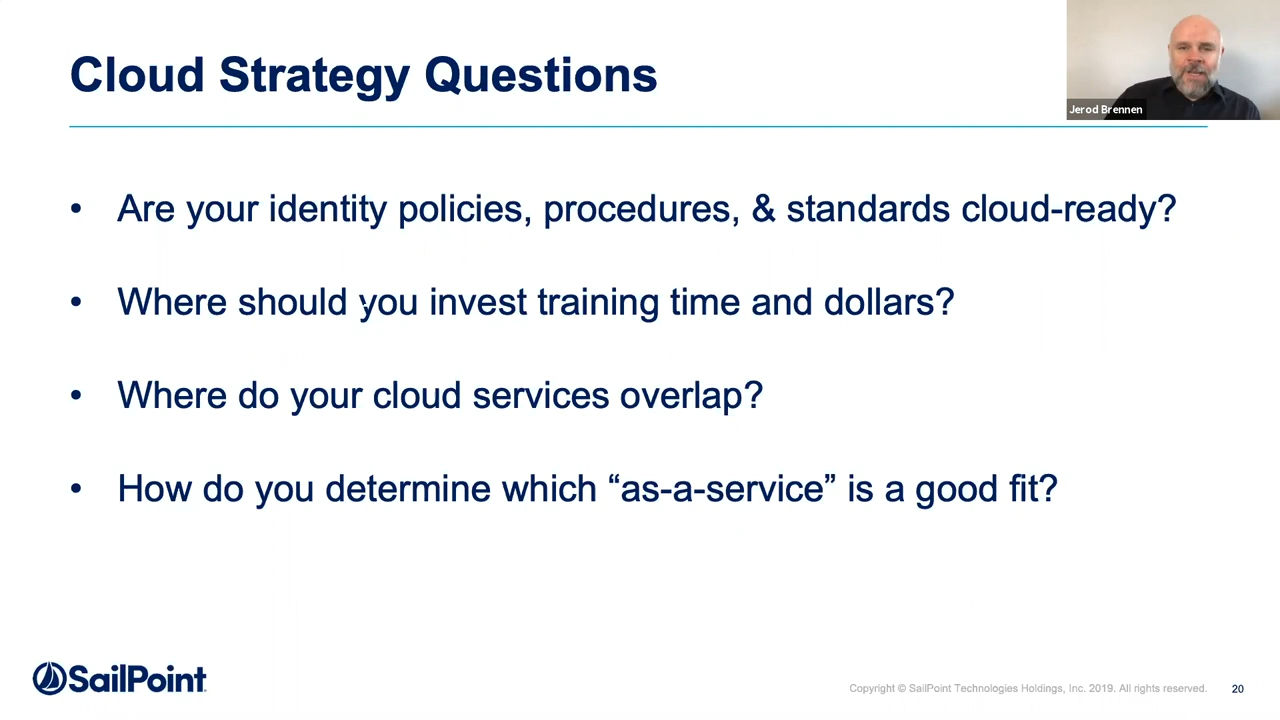 Cloud Strategy Questions
Jerod Brennen
• Are your identity policies, procedures, & standards cloud-ready?
• Where should you invest training time and dollars?
• Where do your cloud services overlap?
• How do you determine which “as-a-service” is a good fit?
SailPoint
Copyright © SailPoint Technologies Holdings, Inc. 2019. All rights reserved.
20